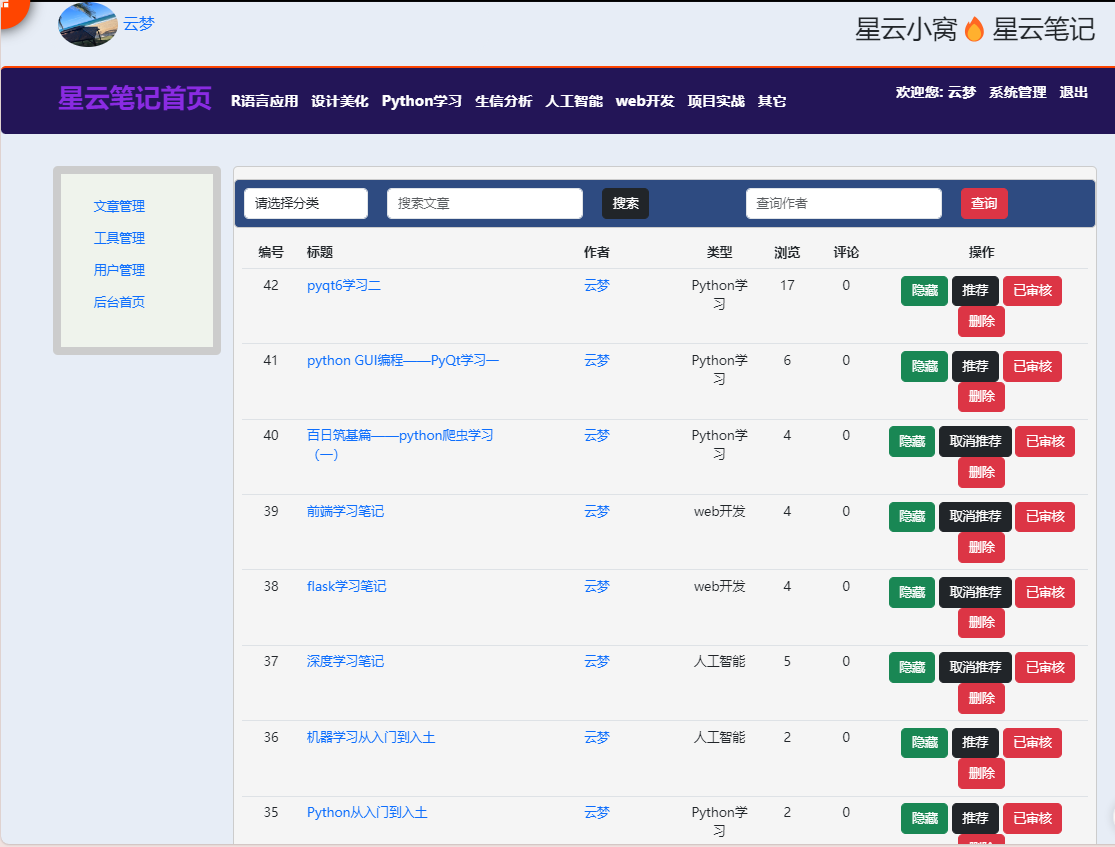 云梦
星云小窝🔥星云笔记
星云笔记首页 R语言应用 设计美化 Python学习 生信分析 人工智能 web开发 项目实战 其它 欢迎您: 云梦 系统管理 退出
文章管理
工具管理
用户管理
后台首页
请选择分类 搜索文章 搜索 查询作者 查询
编号 标题 作者 类型 浏览 评论 操作
42 pyqt6学习二 云梦 Python学 17 0 隐藏 推荐 已审核
习 删除
41 python GUI编程——PyQt学习一 云梦 Python学 6 0 隐藏 推荐 已审核
习 删除
40 百日筑基篇——python爬虫学习 云梦 Python学 4 0 隐藏 取消推荐 已审核
（一） 习 删除
39 前端学习笔记 云梦 web开发 4 0 隐藏 取消推荐 已审核
删除
38 flask学习笔记 云梦 web开发 4 0 隐藏 取消推荐 已审核
删除
37 深度学习笔记 云梦 人工智能 5 0 隐藏 取消推荐 已审核
删除
36 机器学习从入门到入土 云梦 人工智能 2 0 隐藏 推荐 已审核
删除
35 Python从入门到入土 云梦 Python学 2 0 隐藏 推荐 已审核
习